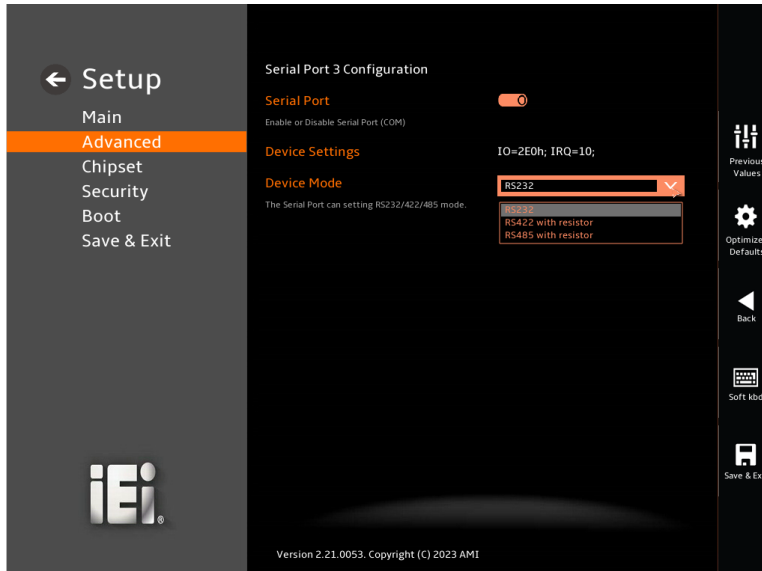 Setup
Main
Advanced
Chipset
Security
Boot
Save & Exit
iEi®
Serial Port 3 Configuration
Serial Port
Enable or Disable Serial Port (COM)
Device Settings
IO=2E0h; IRQ=10;
Device Mode
RS232
The Serial Port can setting RS232/422/485 mode.
RS232
RS422 with resistor
RS485 with resistor
Version 2.21.0053. Copyright (C) 2023 AMI
Previous
Values
Optimize
Defaults
Back
Soft kbd
Save & Ex